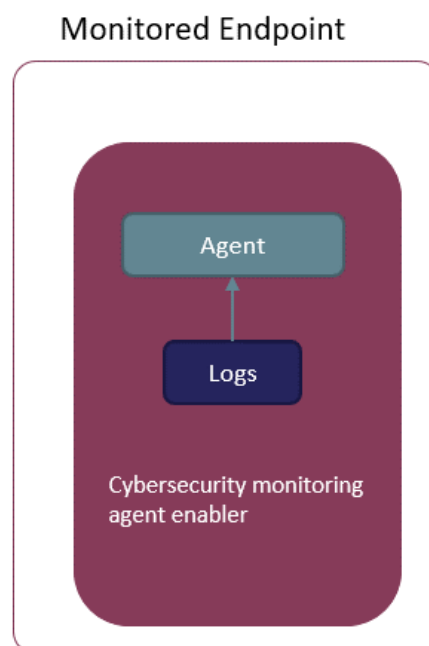 Monitored Endpoint
Agent
Logs
Cybersecurity monitoring
agent enabler